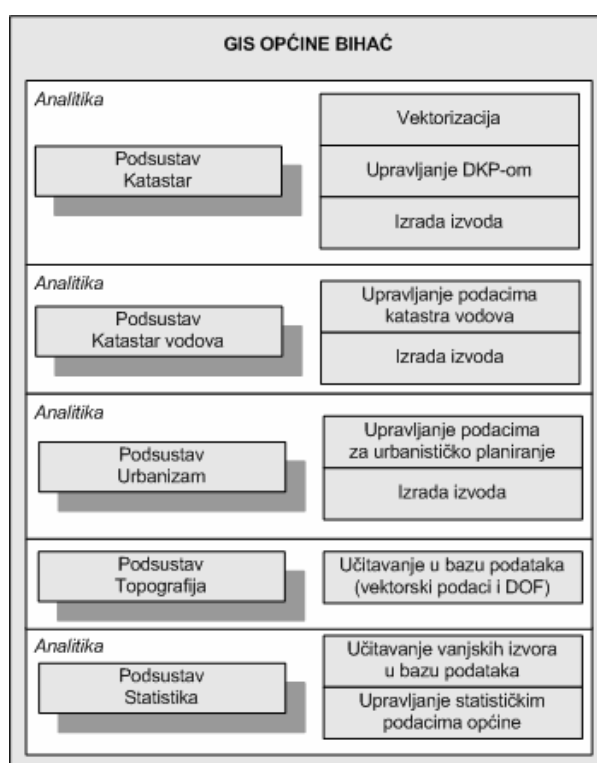 GIS OPĆINE BIHAĆ
Analitika
Podsustav
Katastar
Vektorizacija
Upravljanje DKP-om
Izrada izvoda
Analitika
Podsustav
Katastar vodova
Upravljanje podacima
katastra vodova
Izrada izvoda
Analitika
Podsustav
Urbanizam
Upravljanje podacima
za urbanističko planiranje
Izrada izvoda
Podsustav
Topografija
Učitavanje u bazu podataka
(vektorski podaci i DOF)
Analitika
Podsustav
Statistika
Učitavanje vanjskih izvora
u bazu podataka
Upravljanje statističkim
podacima općine